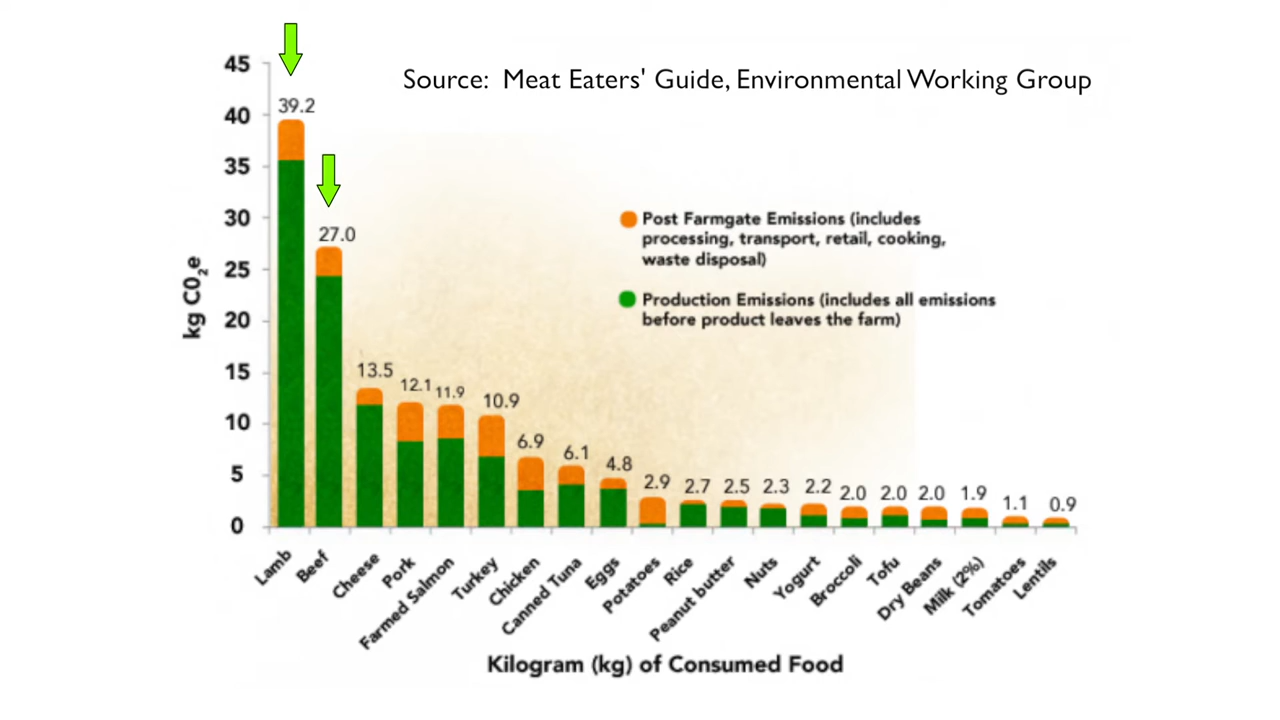 Source: Meat Eaters' Guide, Environmental Working Group
45
40
35
30
25
20
15
10
5
0
kg CO2e
39.2
27.0
13.5
12.1
11.9
10.9
6.9
6.1
4.8
2.9
2.7
2.5
2.3
2.2
2.0
2.0
2.0
1.9
1.1
0.9
Post Farmgate Emissions (includes
processing, transport, retail, cooking,
waste disposal)
Production Emissions (includes all emissions
before product leaves the farm)
Lamb
Beef
Cheese
Pork
Farmed Salmon
Turkey
Chicken
Canned Tuna
Eggs
Potatoes
Rice
Peanut butter
Nuts
Yogurt
Broccoli
Tofu
Dry Beans
Milk (2%)
Tomatoes
Lentils
Kilogram (kg) of Consumed Food